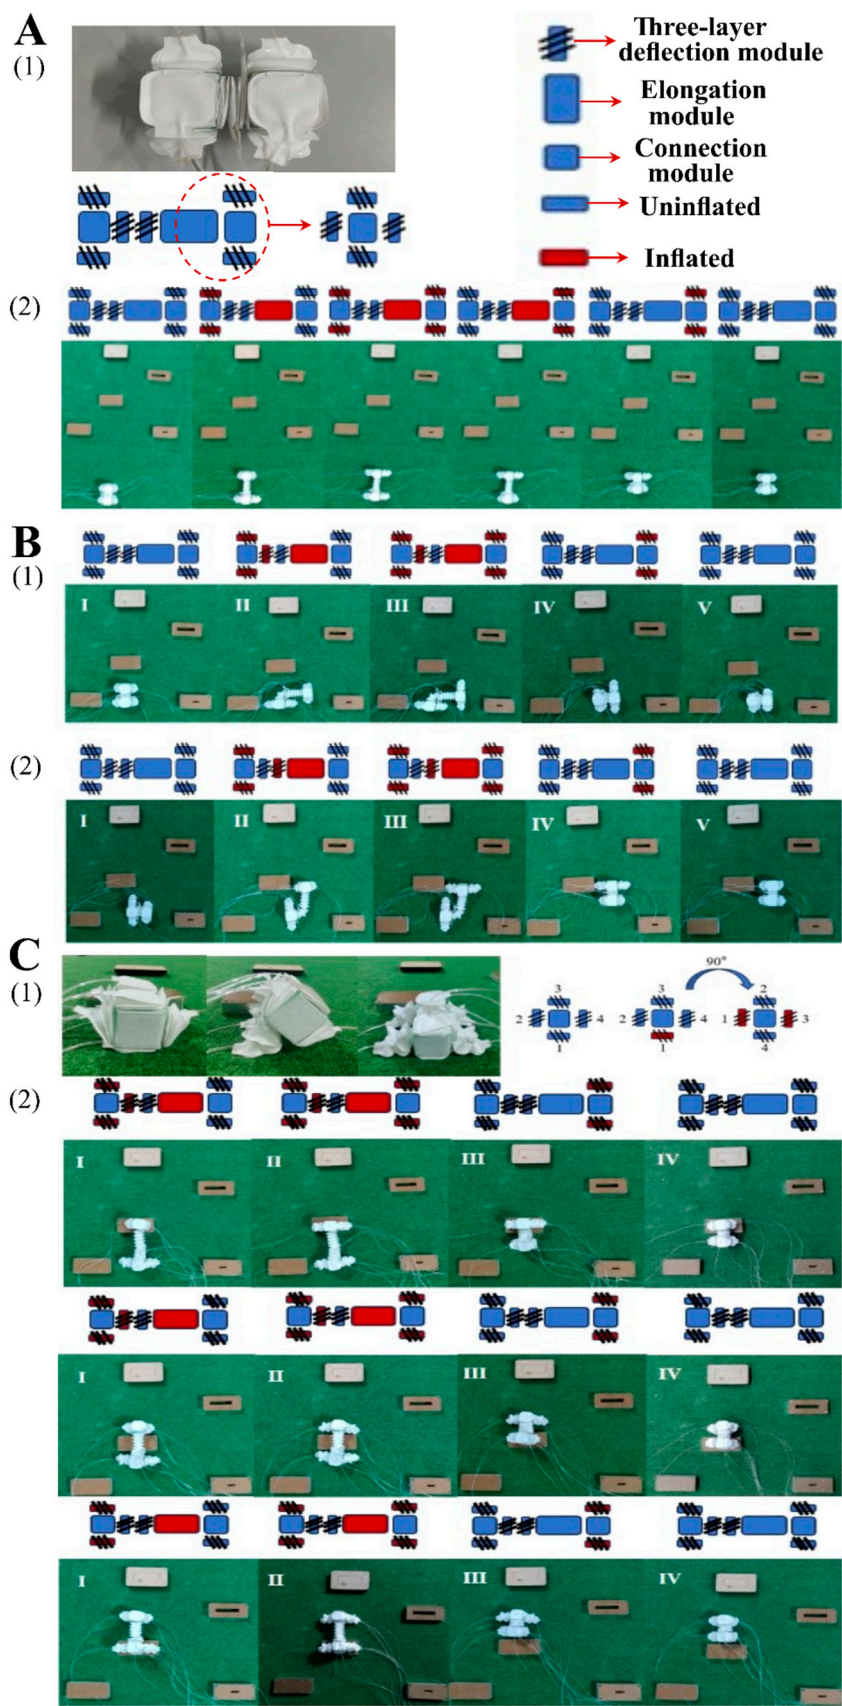 A
(1)
Three-layer
deflection module
Elongation
module
Connection
module
Uninflated
Inflated
(2)
B
(1)
I II III IV V
(2)
I II III IV V
C
(1)
90°
3 3 2
2 4 2 4 1 3
1 1 4
(2)
I II III IV
I II III IV
I II III IV